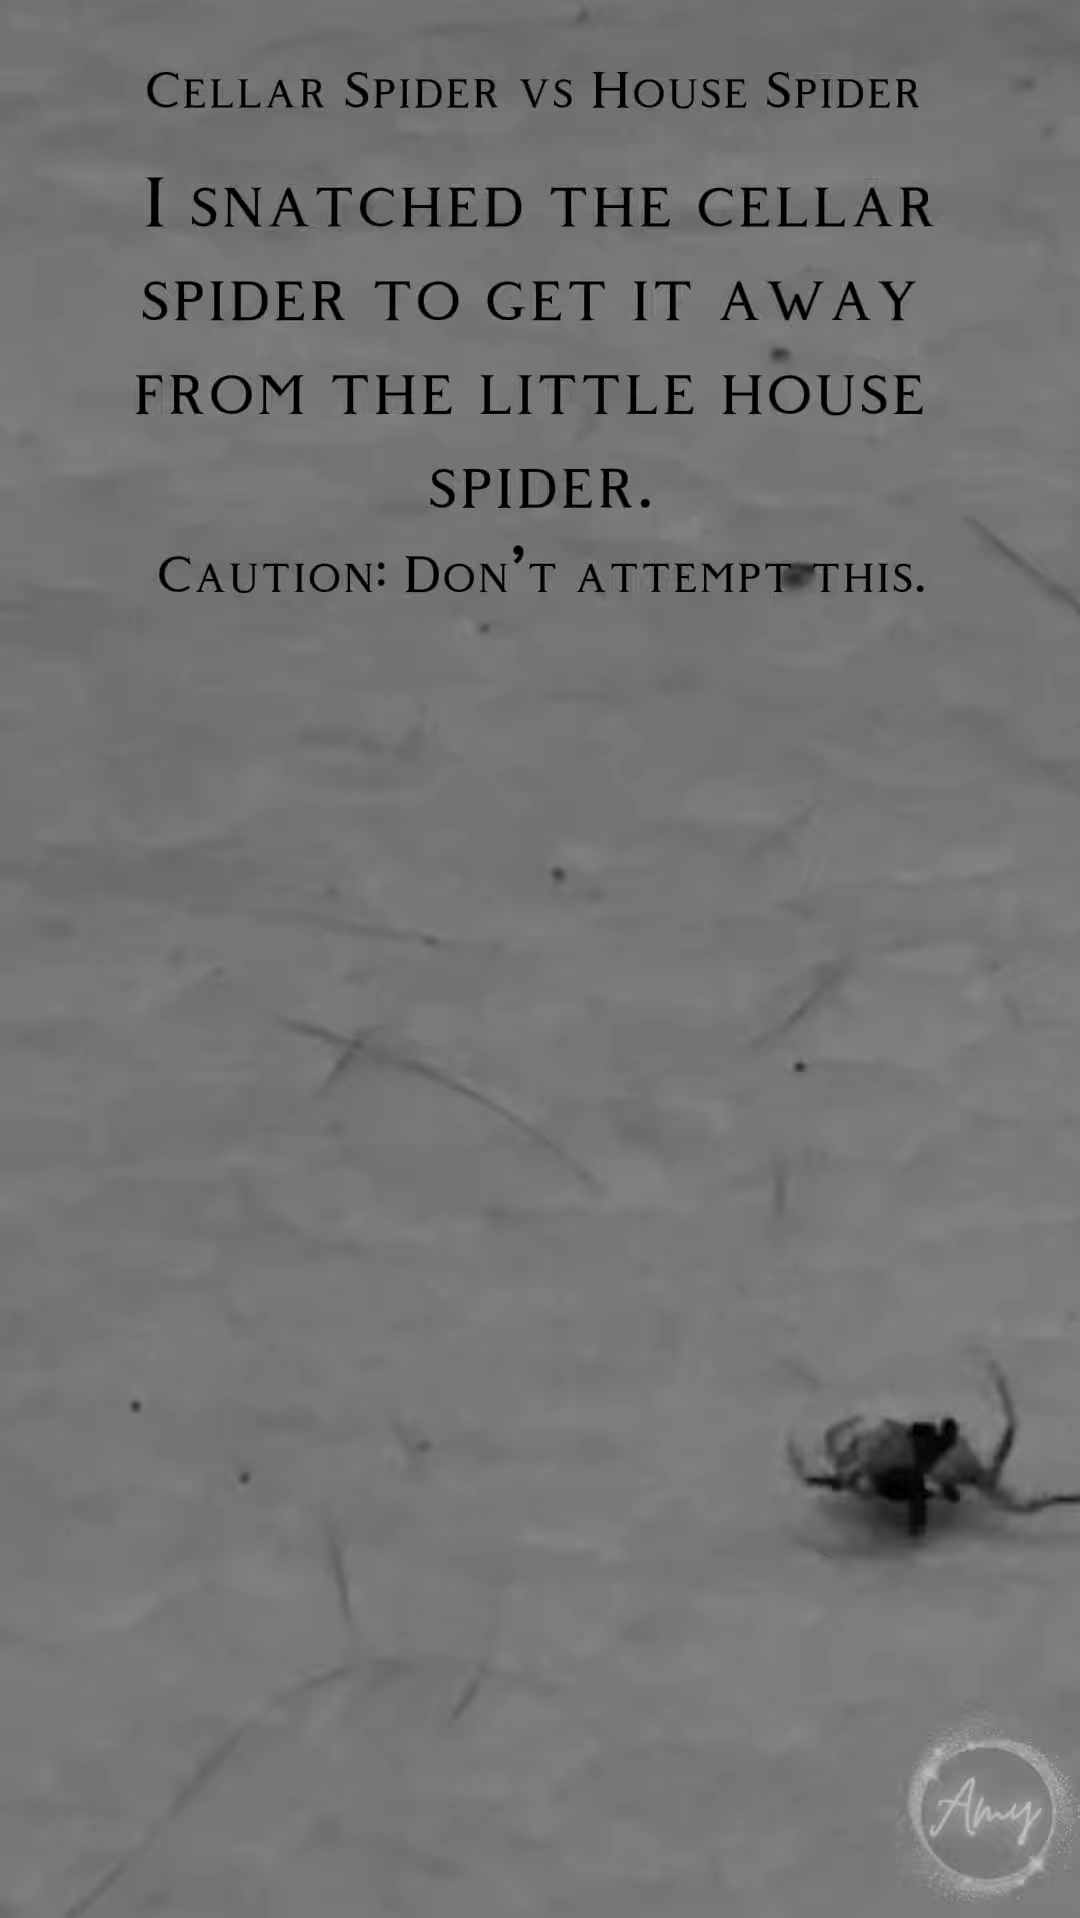 Cellar Spider vs House Spider
I snatched the cellar
spider to get it away
from the little house
spider.
Caution: Don't attempt this.
Amy